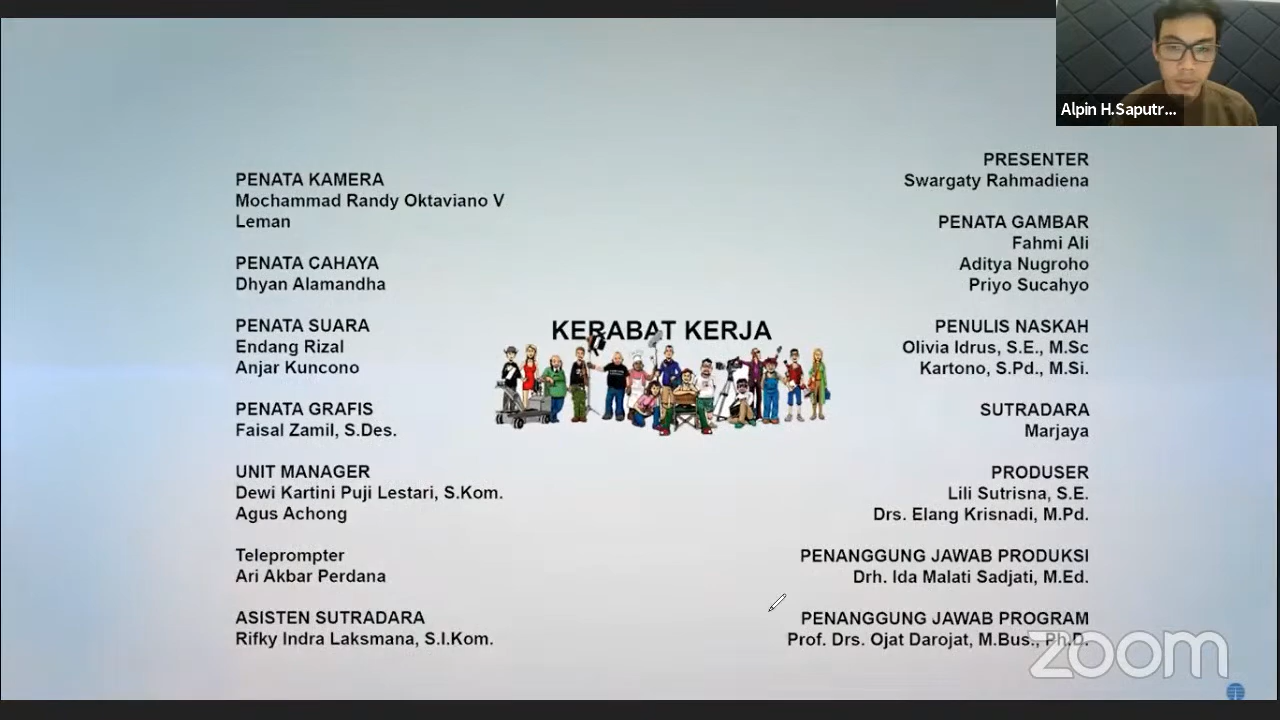 Alpin H.Saputr...
PENATA KAMERA
Mochammad Randy Oktaviano V
Leman
PENATA CAHAYA
Dhyan Alamandha
PENATA SUARA
Endang Rizal
Anjar Kuncono
PENATA GRAFIS
Faisal Zamil, S.Des.
UNIT MANAGER
Dewi Kartini Puji Lestari, S.Kom.
Agus Achong
Teleprompter
Ari Akbar Perdana
ASISTEN SUTRADARA
Rifky Indra Laksmana, S.I.Kom.
KERABAT KERJA
PRESENTER
Swargaty Rahmadiena
PENATA GAMBAR
Fahmi Ali
Aditya Nugroho
Priyo Sucahyo
PENULIS NASKAH
Olivia Idrus, S.E., M.Sc
Kartono, S.Pd., M.Si.
SUTRADARA
Marjaya
PRODUSER
Lili Sutrisna, S.E.
Drs. Elang Krisnadi, M.Pd.
PENANGGUNG JAWAB PRODUKSI
Drh. Ida Malati Sadjati, M.Ed.
PENANGGUNG JAWAB PROGRAM
Prof. Drs. Ojat Darojat, M.Bus., Ph.D.
zoom